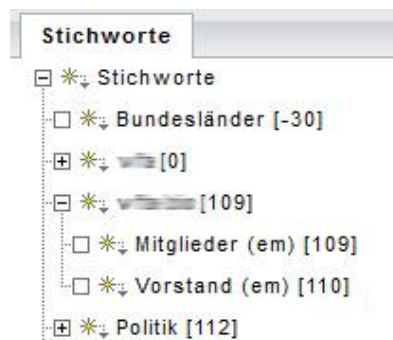 Stichworte
Stichworte
Bundesländer [-30]
[0]
[109]
Mitglieder (em) [109]
Vorstand (em) [110]
Politik [112]